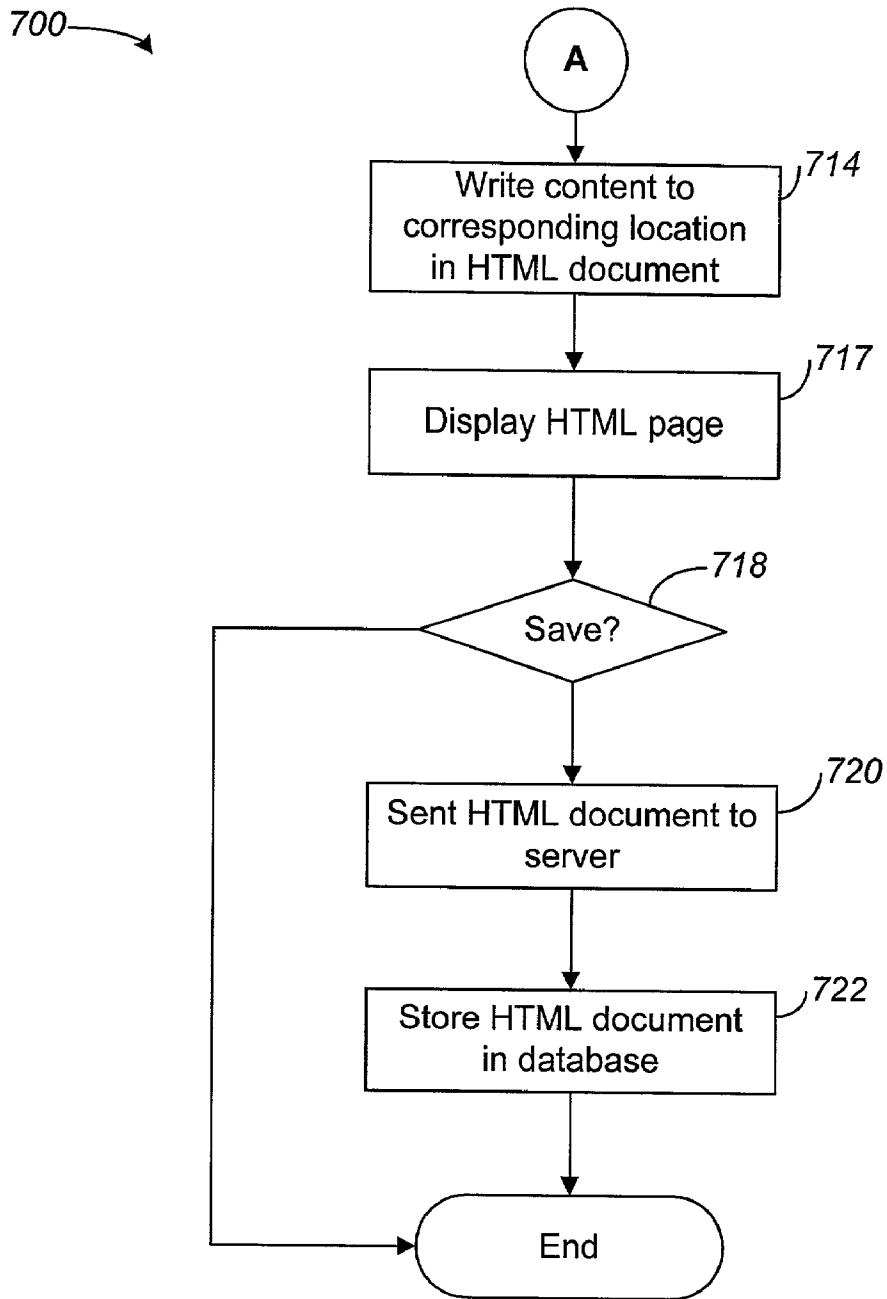 700
A
714
Write content to
corresponding location
in HTML document
717
Display HTML page
718
Save?
720
Sent HTML document to
server
722
Store HTML document
in database
End